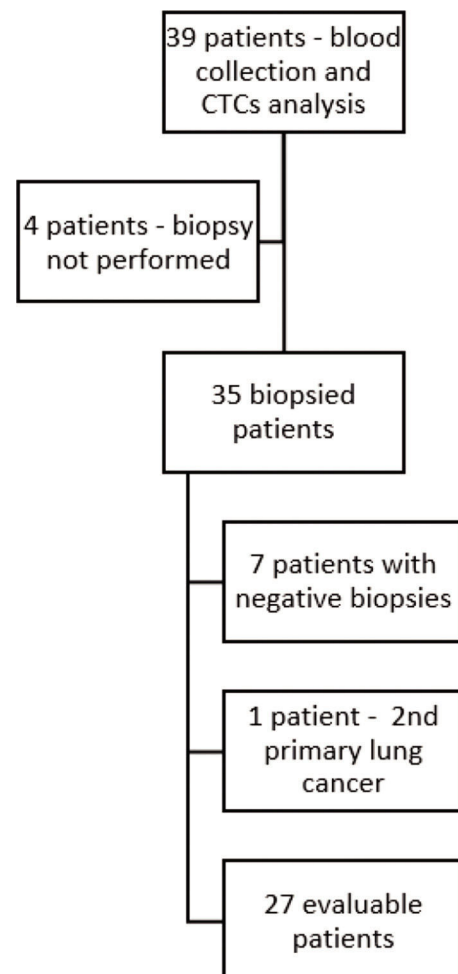 39 patients - blood
collection and
CTCs analysis
4 patients - biopsy
not performed
35 biopsied
patients
7 patients with
negative biopsies
1 patient - 2nd
primary lung
cancer
27 evaluable
patients